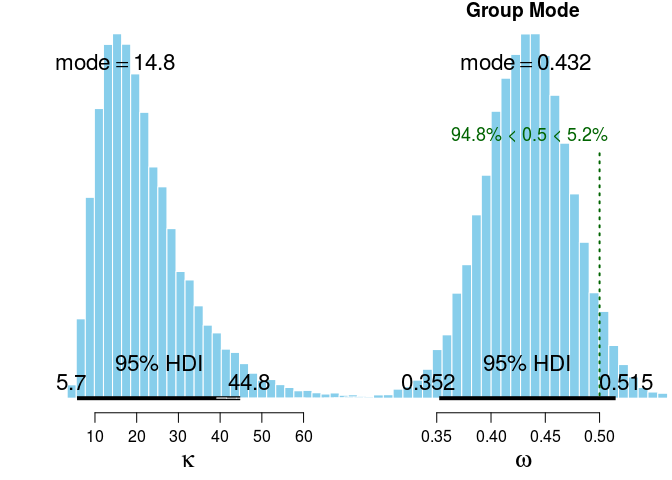 Group Mode
mode = 14.8
mode = 0.432
94.8% < 0.5 < 5.2%
95% HDI
95% HDI
5.7
44.8
0.352
0.515
10 20 30 40 50 60
0.35 0.40 0.45 0.50
κ
ω